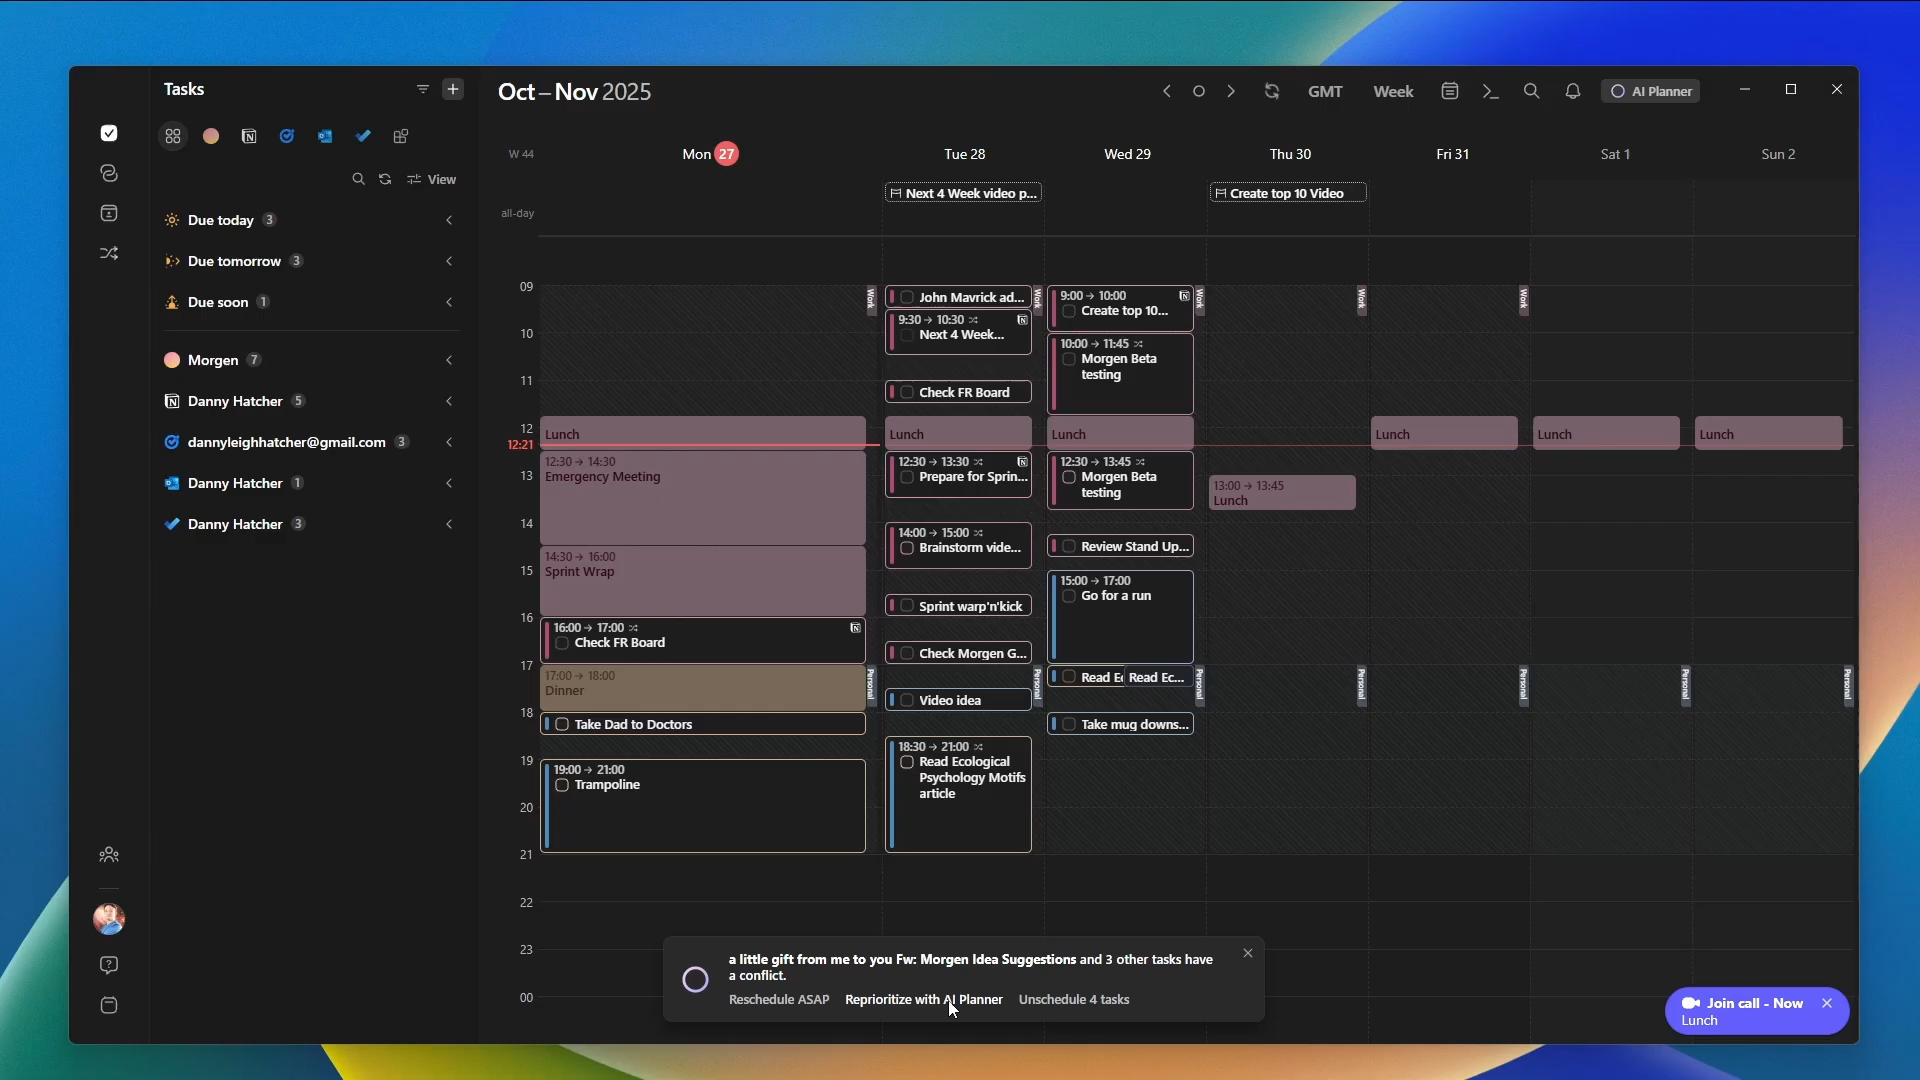 Tasks
View
Due today 3
Due tomorrow 3
Due soon 1
Morgen 7
Danny Hatcher 5
dannyleighhatcher@gmail.com 3
Danny Hatcher 1
Danny Hatcher 3
Oct – Nov 2025
GMT
Week
AI Planner
W 44
Mon 27
Tue 28
Wed 29
Thu 30
Fri 31
Sat 1
Sun 2
all-day
Next 4 Week video p...
Create top 10 Video
09
10
11
12
12:21
13
14
15
16
17
18
19
20
21
22
23
00
Work
Lunch
12:30 → 14:30
Emergency Meeting
14:30 → 16:00
Sprint Wrap
16:00 → 17:00
Check FR Board
17:00 → 18:00
Dinner
Personal
Take Dad to Doctors
19:00 → 21:00
Trampoline
John Mavrick ad...
Work
9:30 → 10:30
Next 4 Week...
Check FR Board
Lunch
12:30 → 13:30
Prepare for Sprin...
14:00 → 15:00
Brainstorm vide...
Sprint warp'n'kick
Check Morgen G...
Personal
Video idea
18:30 → 21:00
Read Ecological
Psychology Motifs
article
9:00 → 10:00
Create top 10...
Work
10:00 → 11:45
Morgen Beta
testing
Lunch
12:30 → 13:45
Morgen Beta
testing
Review Stand Up...
15:00 → 17:00
Go for a run
Read E
Read Ec...
Personal
Take mug downs...
Work
13:00 → 13:45
Lunch
Personal
Work
Lunch
Personal
Lunch
Personal
Lunch
Personal
a little gift from me to you Fw: Morgen Idea Suggestions and 3 other tasks have
a conflict.
Reschedule ASAP
Reprioritize with AI Planner
Unschedule 4 tasks
Join call - Now
Lunch